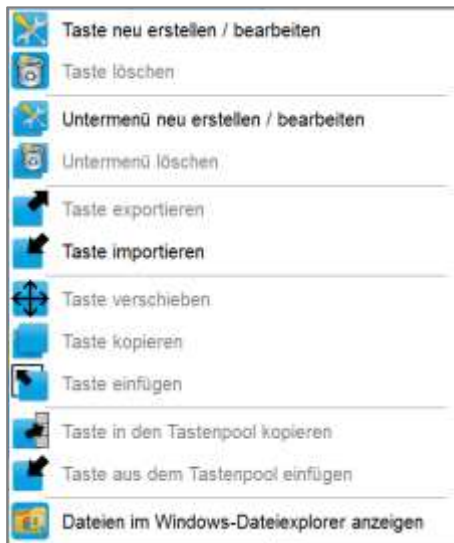 Taste neu erstellen / bearbeiten
Taste löschen
Untermenü neu erstellen / bearbeiten
Untermenü löschen
Taste exportieren
Taste importieren
Taste verschieben
Taste kopieren
Taste einfügen
Taste in den Tastenpool kopieren
Taste aus dem Tastenpool einfügen
Dateien im Windows-Dateiexplorer anzeigen